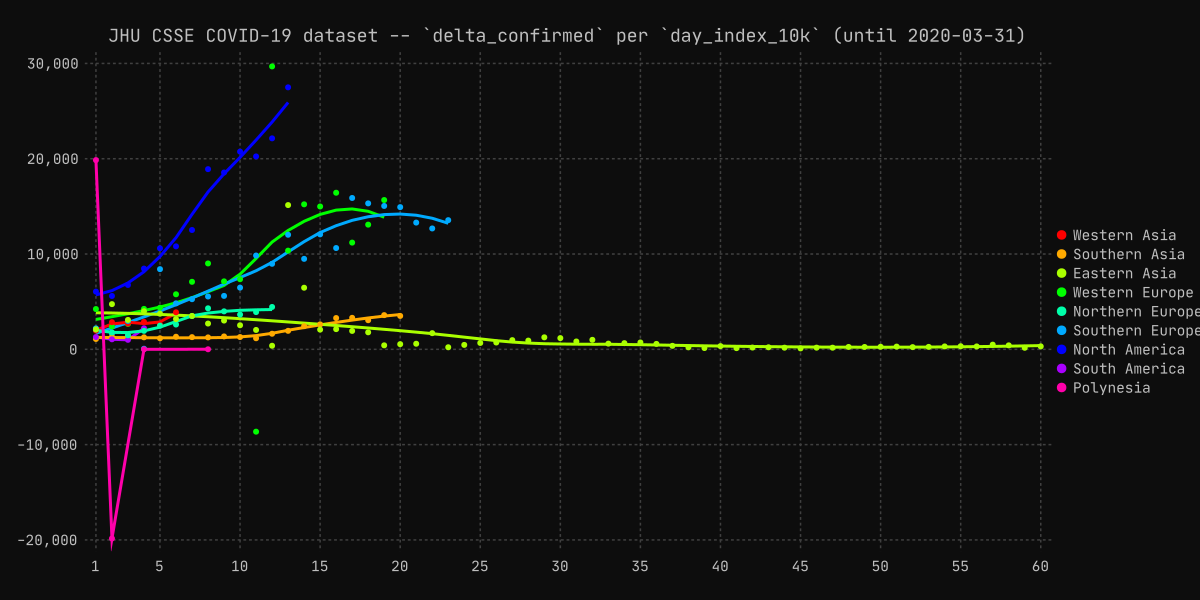 JHU CSSE COVID-19 dataset -- `delta_confirmed` per `day_index_10k` (until 2020-03-31)
30,000
20,000
10,000
0
-10,000
-20,000
1 5 10 15 20 25 30 35 40 45 50 55 60
Western Asia
Southern Asia
Eastern Asia
Western Europe
Northern Europe
Southern Europe
North America
South America
Polynesia